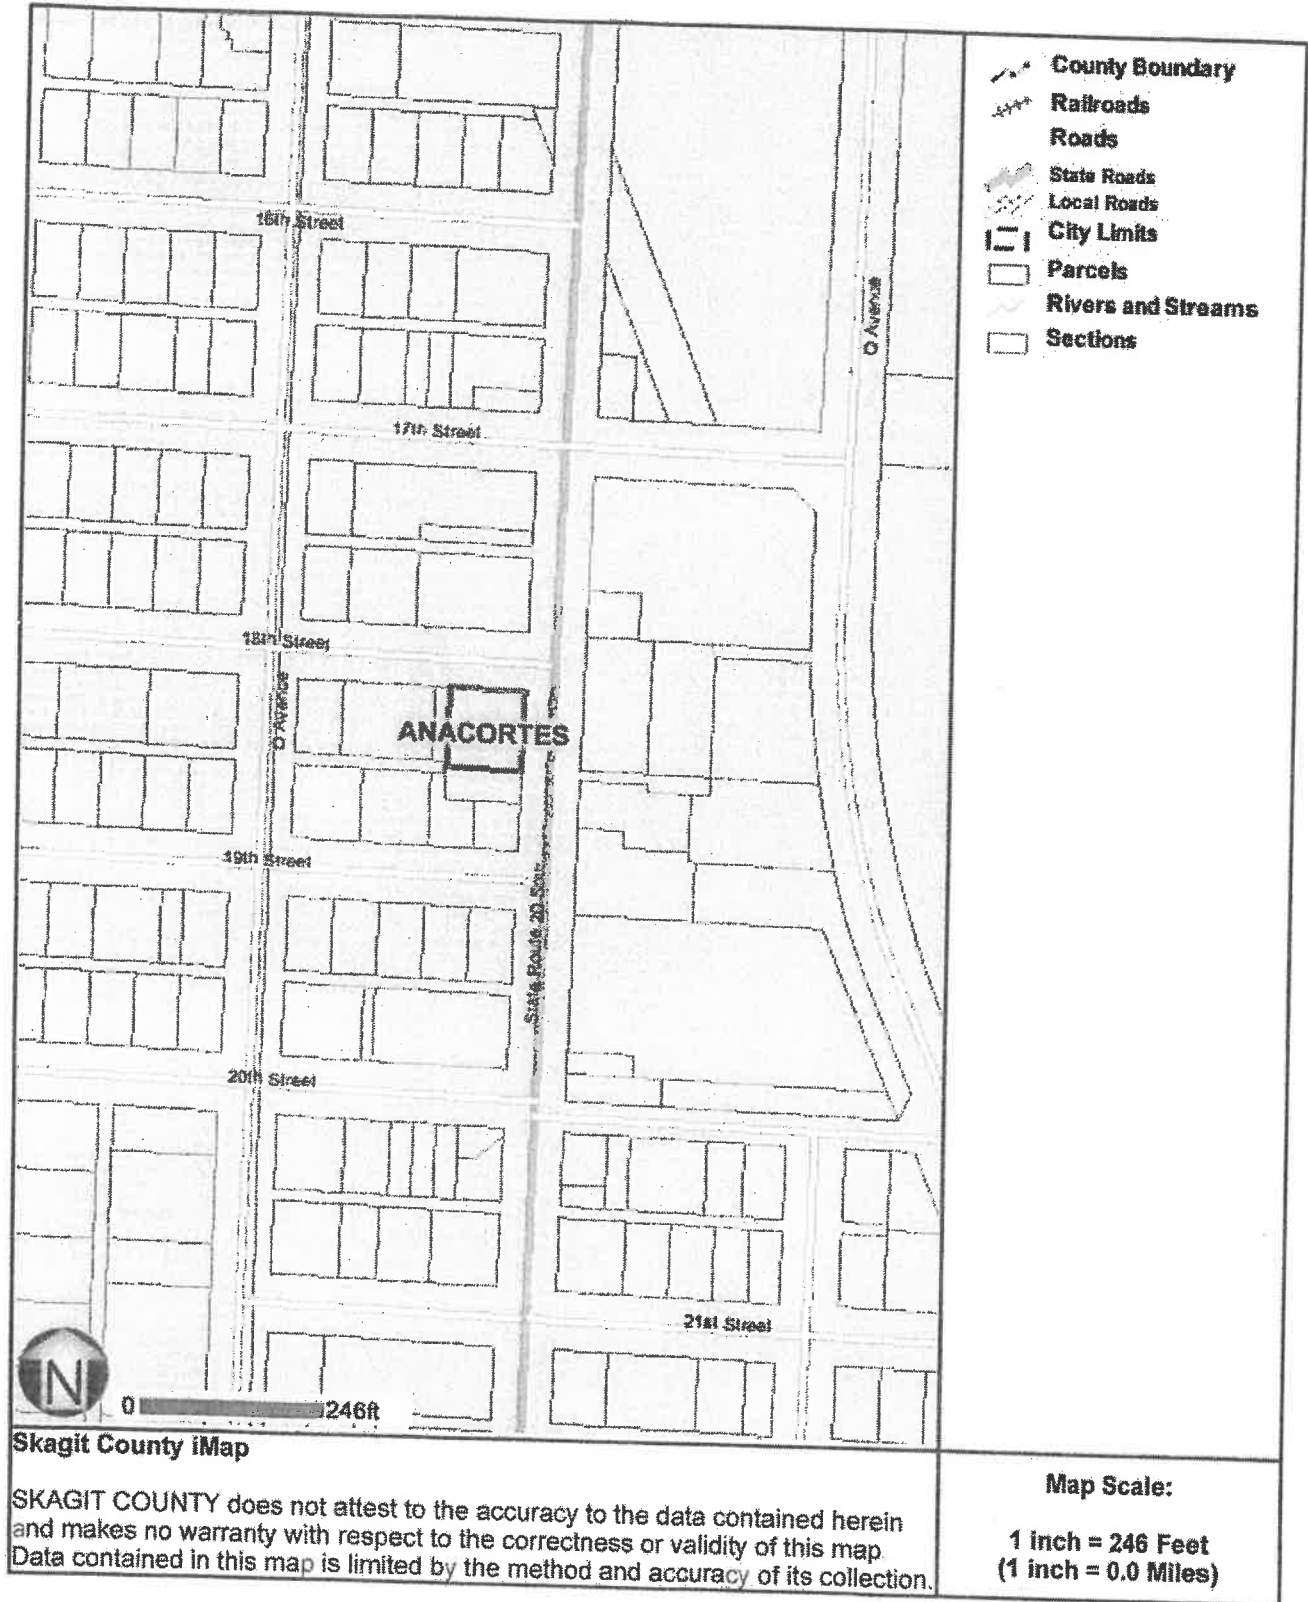 County Boundary
Railroads
Roads
State Roads
Local Roads
City Limits
Parcels
Rivers and Streams
Sections
16th Street
Q Avenue
17th Street
18th Street
O Avenue
ANACORTES
19th Street
State Route 20 Sou
20th Street
21st Street
N
0 246ft
Skagit County iMap
SKAGIT COUNTY does not attest to the accuracy to the data contained herein
and makes no warranty with respect to the correctness or validity of this map.
Data contained in this map is limited by the method and accuracy of its collection.
Map Scale:
1 inch = 246 Feet
(1 inch = 0.0 Miles)